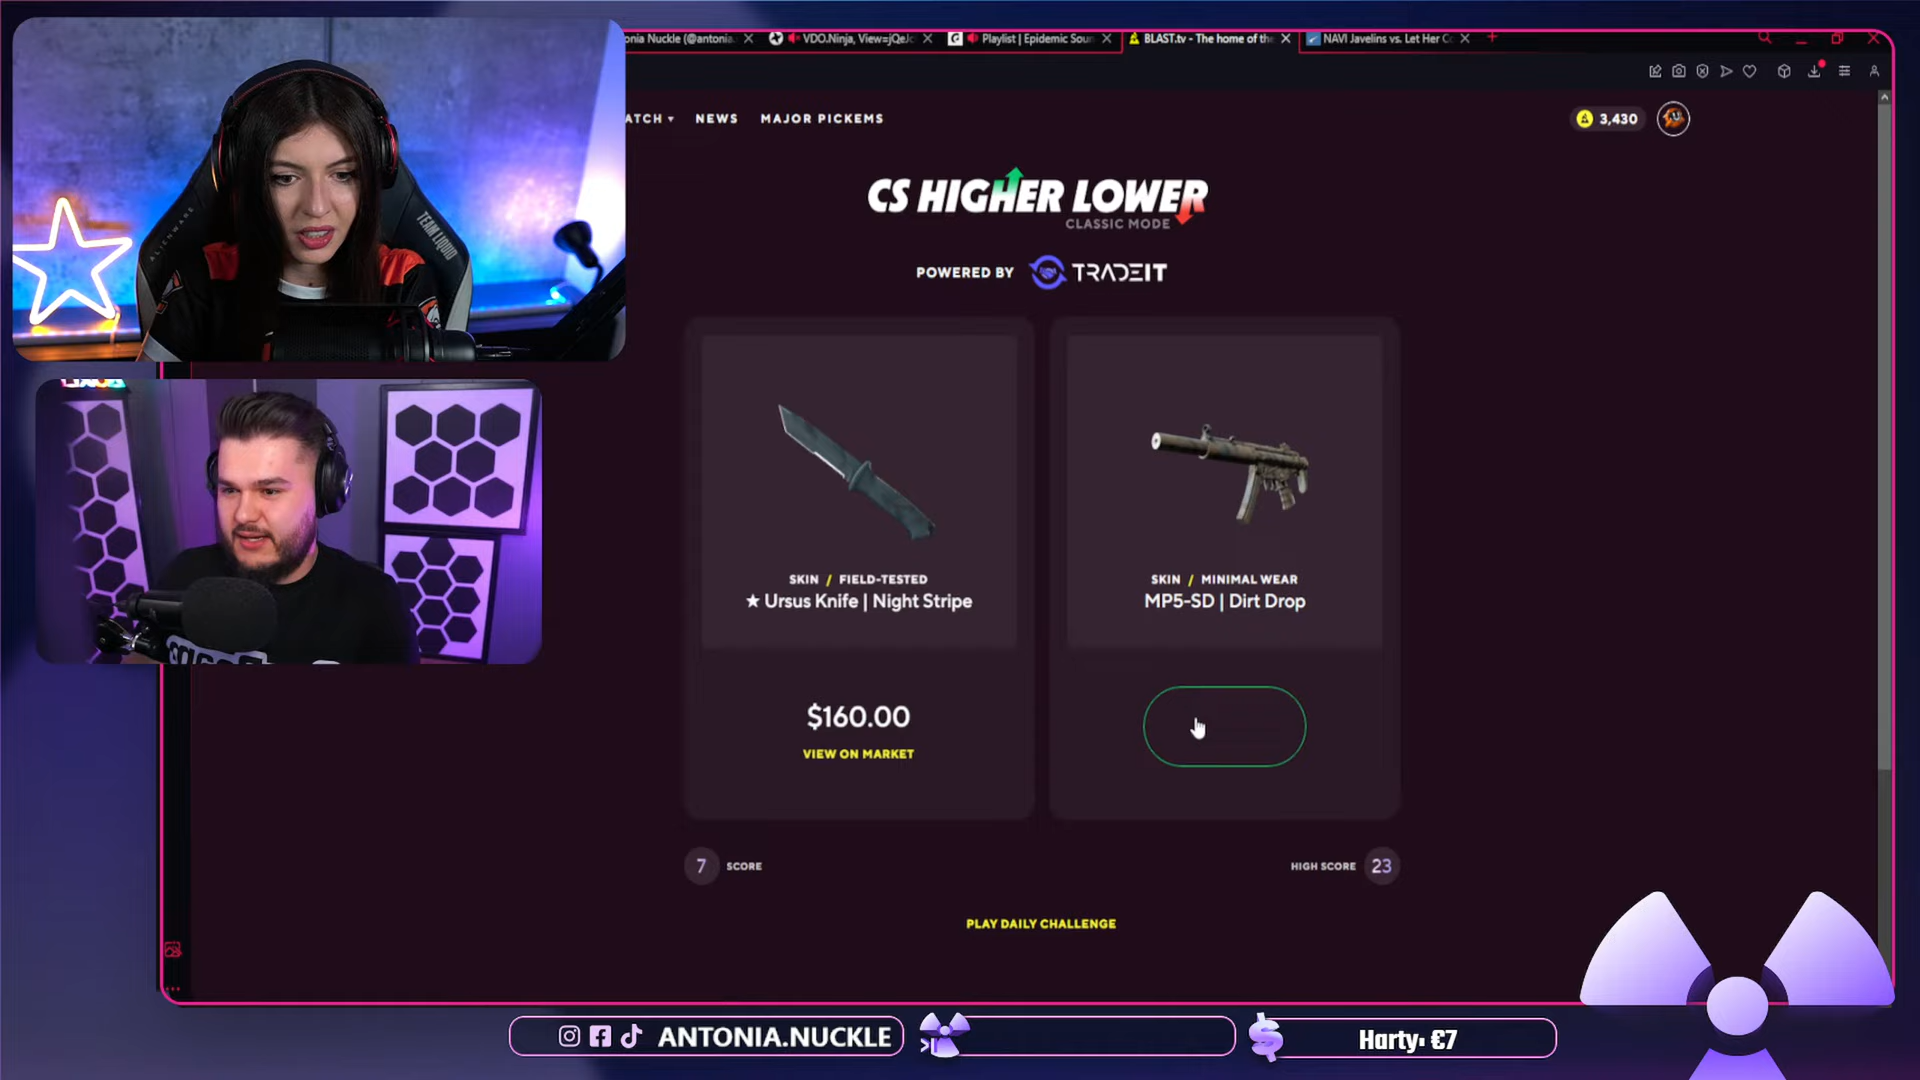 onia Nuckle (@antonia.
VDO.Ninja, View=jQeJc
Playlist | Epidemic Soun
BLAST.tv - The home of the
NAVI Javelins vs. Let Her C
ATCH
NEWS
MAJOR PICKEMS
3,430
CS HIGHER LOWER
CLASSIC MODE
POWERED BY TRADEIT
ALIENWARE
TEAM LIQUID
SKIN / FIELD-TESTED
★ Ursus Knife | Night Stripe
$160.00
VIEW ON MARKET
SKIN / MINIMAL WEAR
MP5-SD | Dirt Drop
7 SCORE
HIGH SCORE 23
PLAY DAILY CHALLENGE
ANTONIA.NUCKLE
Harty: €7